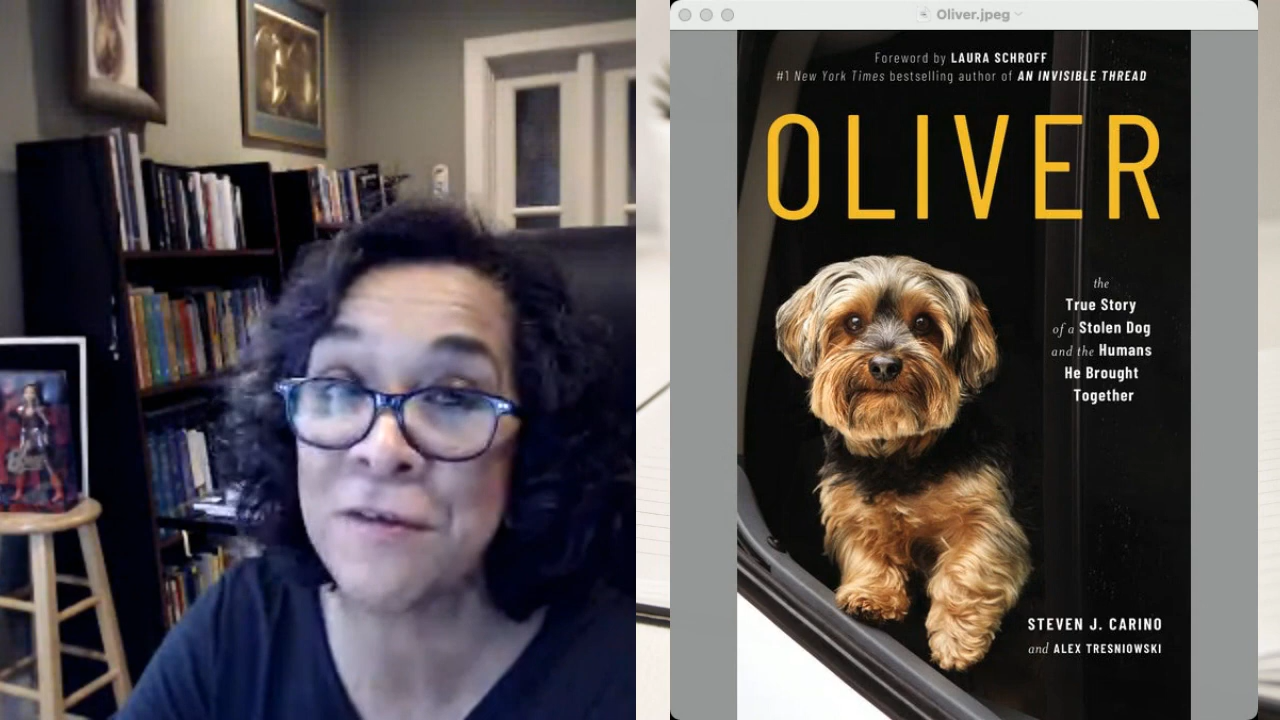 Oliver.jpeg
Foreword by LAURA SCHROFF
#1 New York Times bestselling author of AN INVISIBLE THREAD
OLIVER
the
True Story
of a Stolen Dog
and the Humans
He Brought
Together
STEVEN J. CARINO
and ALEX TRESNIOWSKI